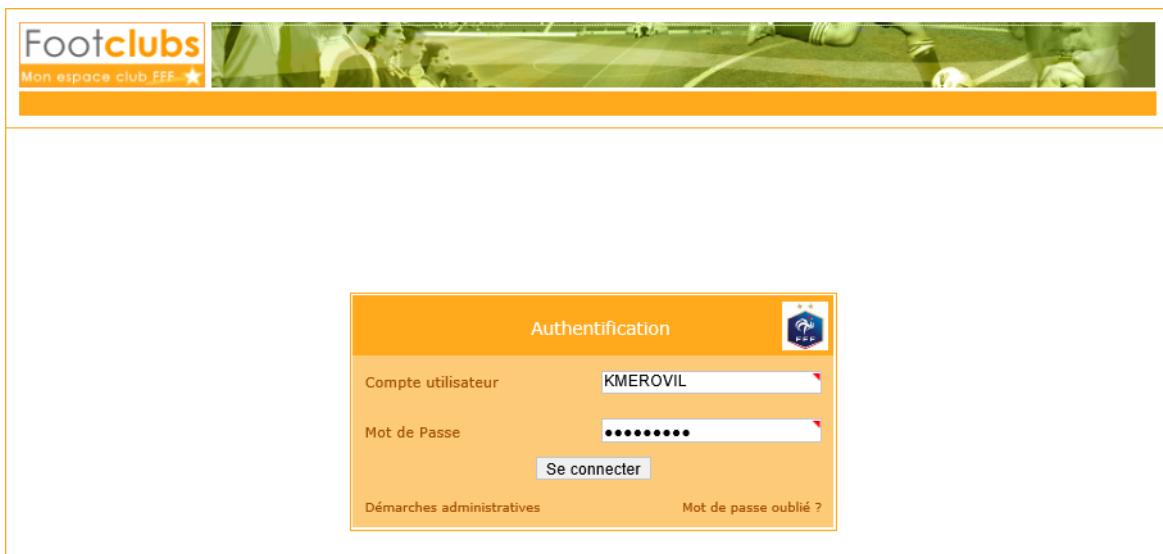 Footclubs
Mon espace club FFF
Authentification
FFF
Compte utilisateur KMEROVIL
Mot de Passe •••••••••
Se connecter
Démarches administratives Mot de passe oublié ?